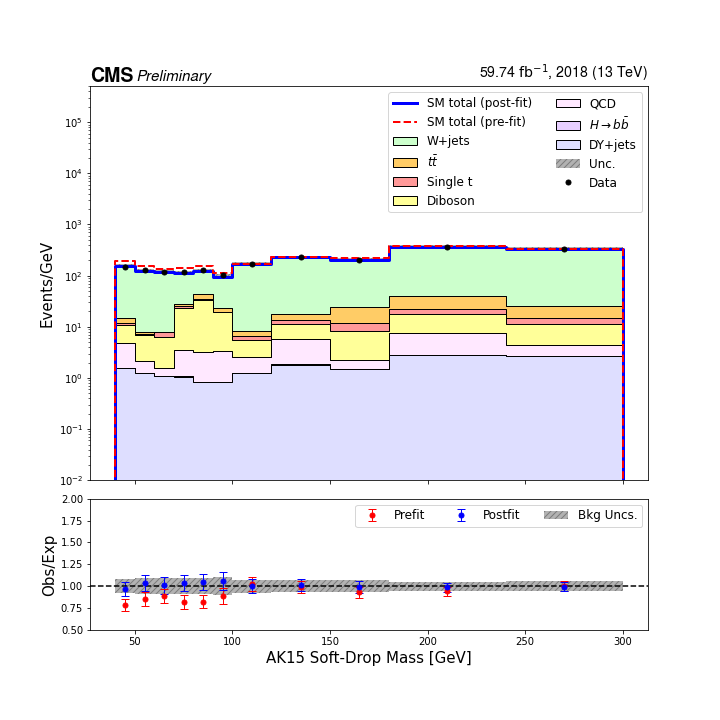 CMS Preliminary
59.74 fb⁻¹, 2018 (13 TeV)
SM total (post-fit)
SM total (pre-fit)
W+jets
tt̄
Single t
Diboson
QCD
H→bb̄
DY+jets
Unc.
Data
Events/GeV
10⁵
10⁴
10³
10²
10¹
10⁰
10⁻¹
10⁻²
Prefit
Postfit
Bkg Uncs.
Obs/Exp
2.00
1.75
1.50
1.25
1.00
0.75
0.50
50
100
150
200
250
300
AK15 Soft-Drop Mass [GeV]